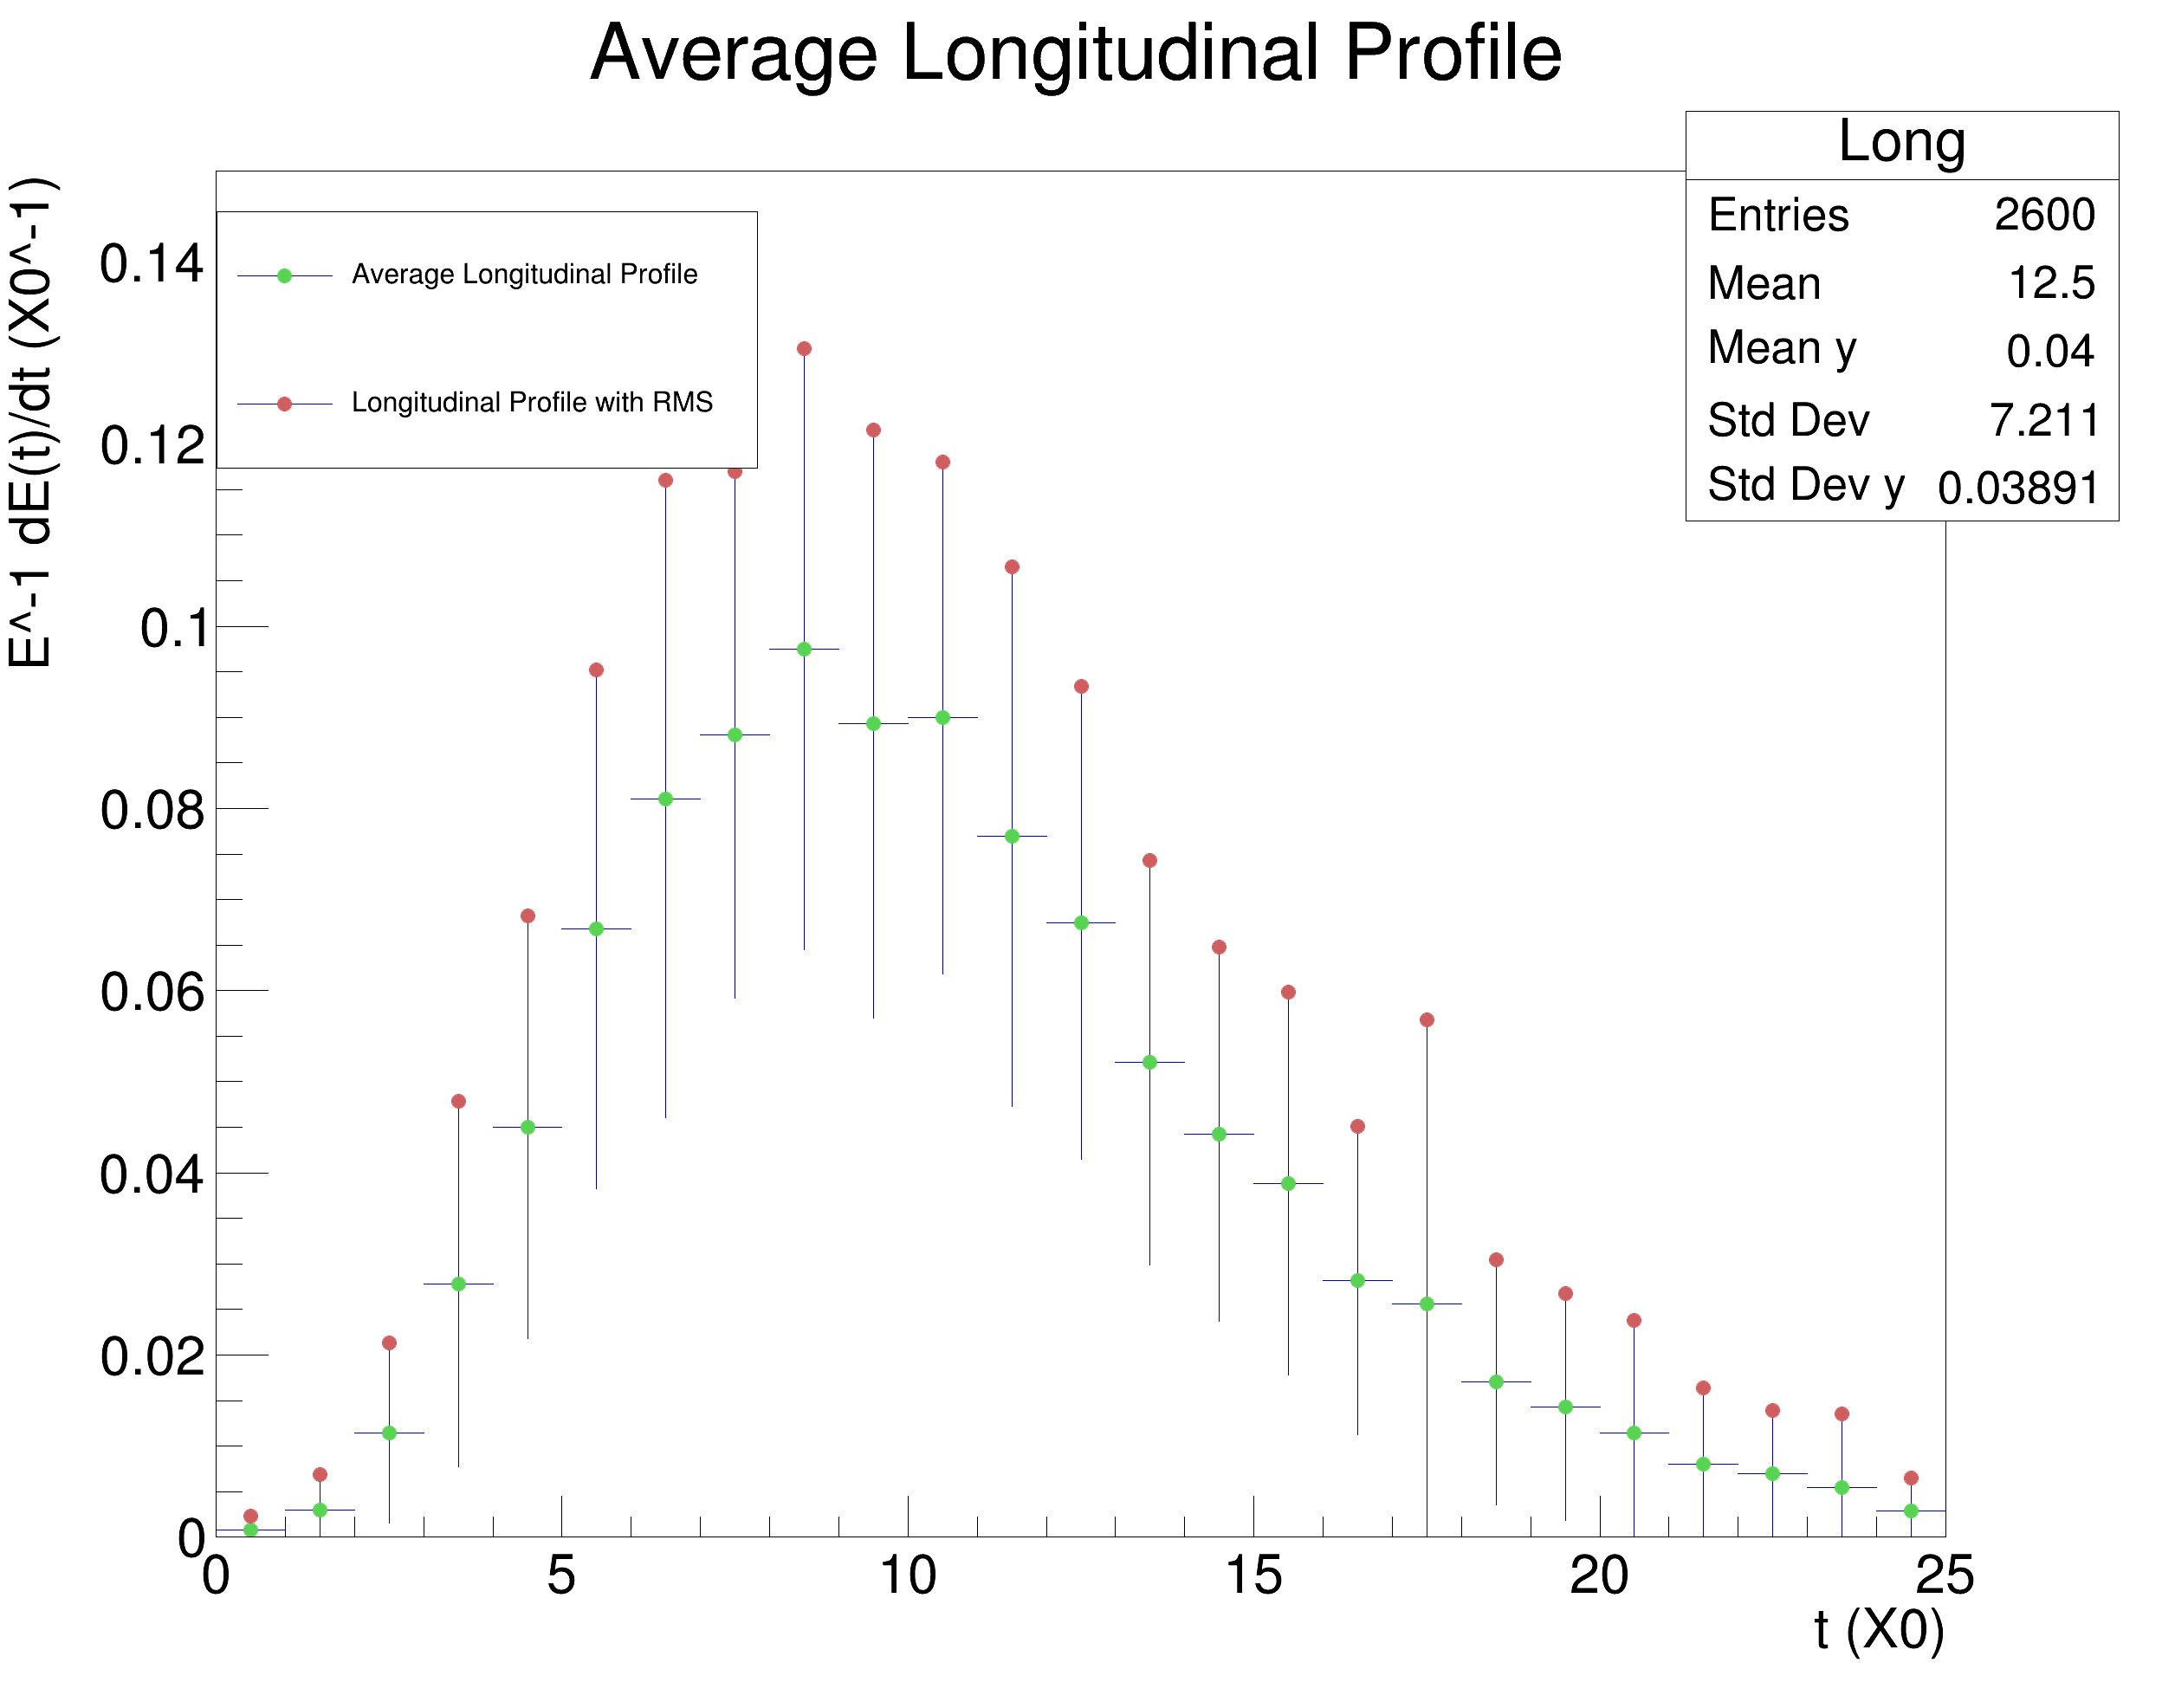 Average Longitudinal Profile
Long
Entries 2600
Mean 12.5
Mean y 0.04
Std Dev 7.211
Std Dev y 0.03891
E^-1 dE(t)/dt (X0^-1)
Average Longitudinal Profile
Longitudinal Profile with RMS
0.14
0.12
0.1
0.08
0.06
0.04
0.02
0
0 5 10 15 20 25
t (X0)